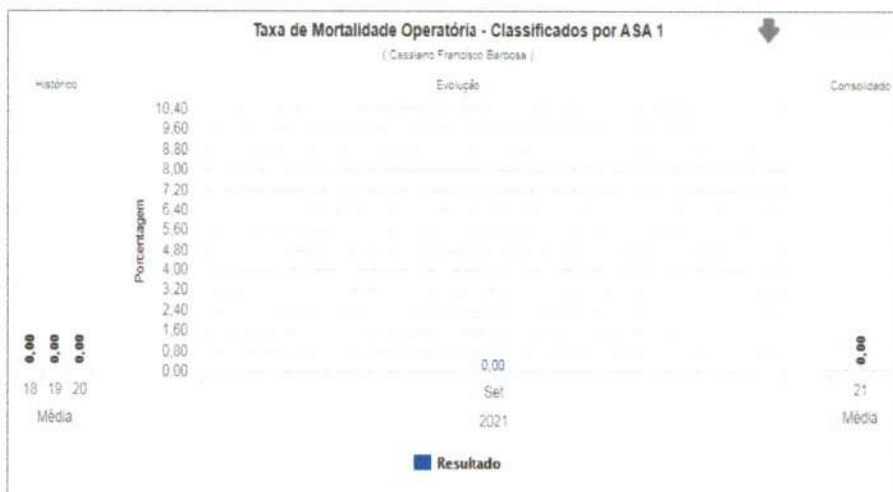 Taxa de Mortalidade Operatória - Classificados por ASA 1
( Cassiano Francisco Barbosa )
Histórico
Evolução
Consolidado
Porcentagem
10,40
9,60
8,80
8,00
7,20
6,40
5,60
4,80
4,00
3,20
2,40
1,60
0,80
0,00
0,00 0,00 0,00
0,00
0,00
18 19 20
Set
21
Média
2021
Média
Resultado